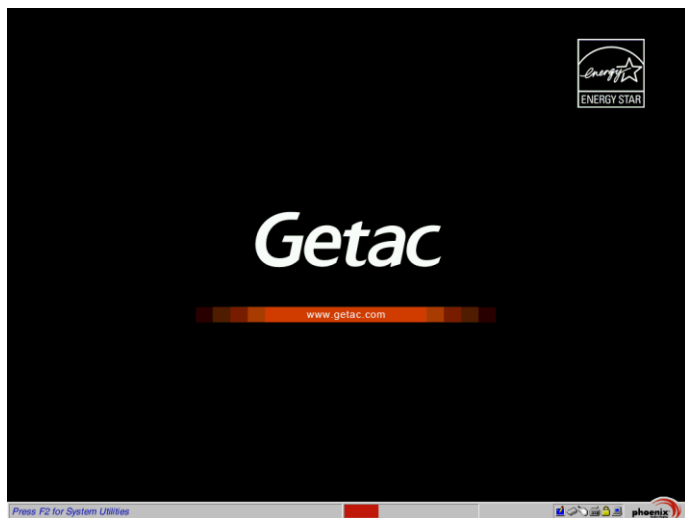 energy
ENERGY STAR
Getac
www.getac.com
Press F2 for System Utilities
phoenix